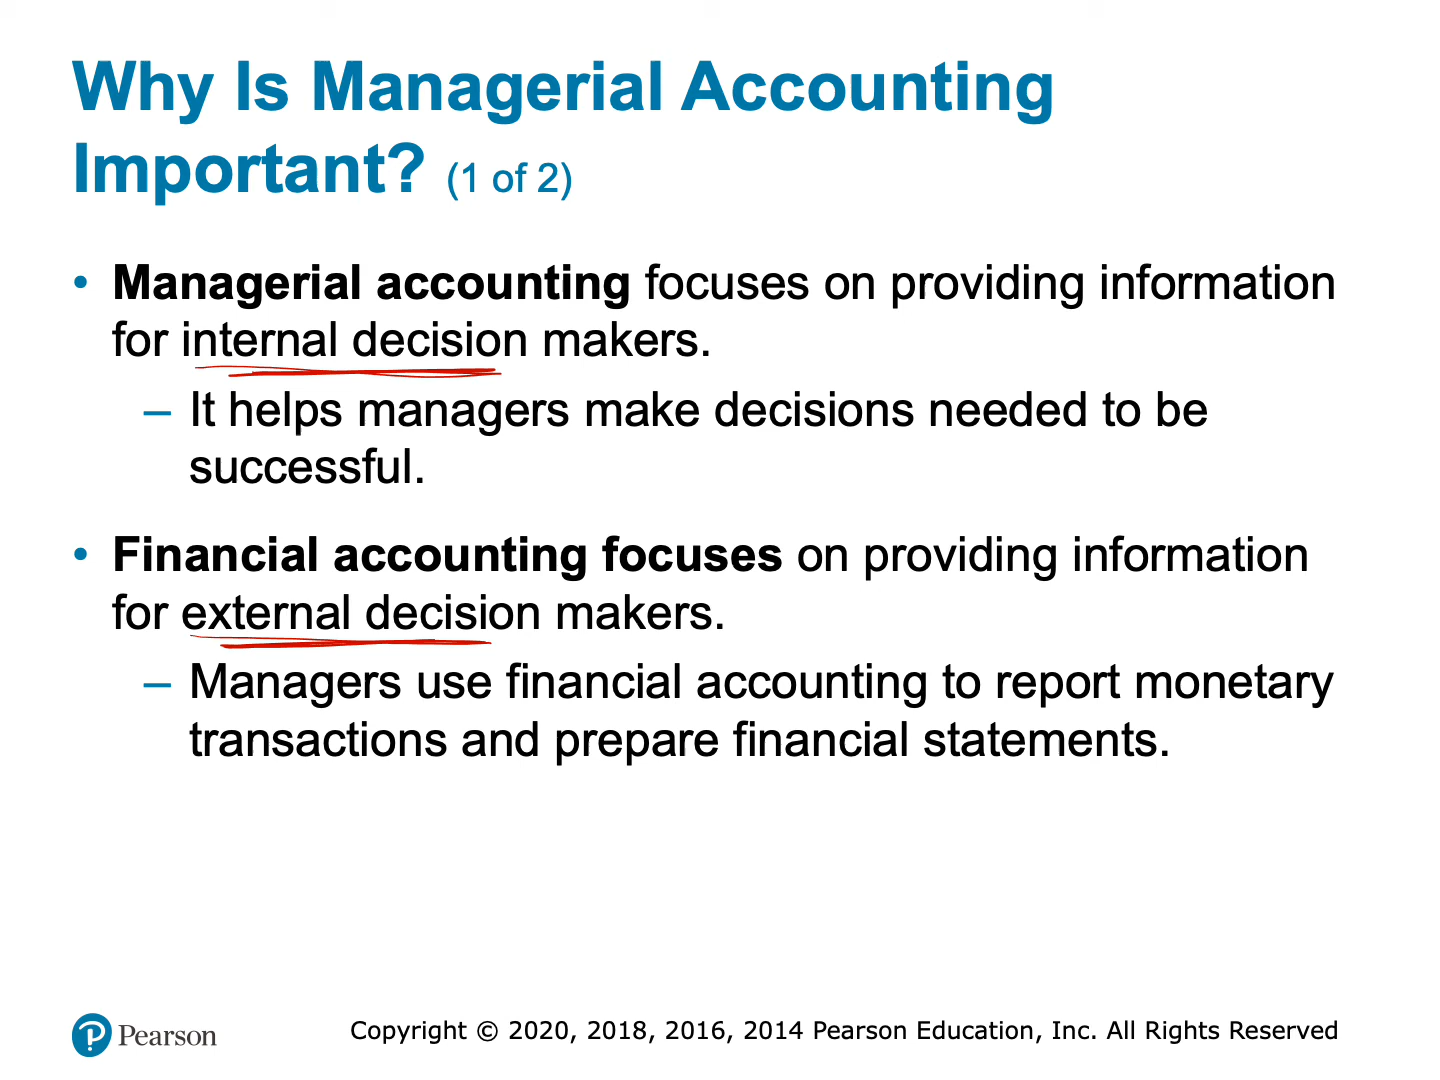 Why Is Managerial Accounting
Important? (1 of 2)
• Managerial accounting focuses on providing information
for internal decision makers.
– It helps managers make decisions needed to be
successful.
• Financial accounting focuses on providing information
for external decision makers.
– Managers use financial accounting to report monetary
transactions and prepare financial statements.
Pearson
Copyright © 2020, 2018, 2016, 2014 Pearson Education, Inc. All Rights Reserved